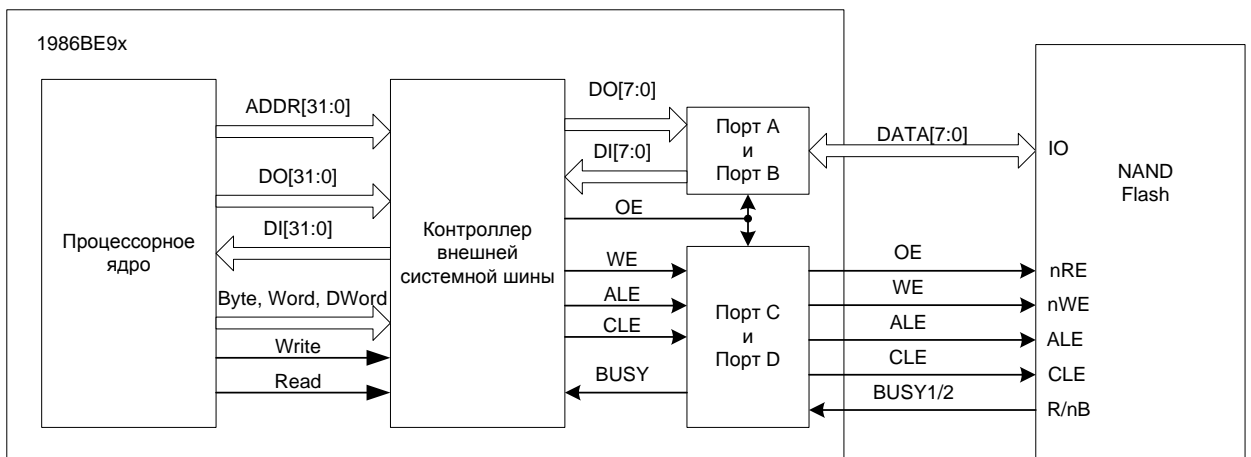 1986BE9x
Процессорное
ядро
ADDR[31:0]
DO[31:0]
DI[31:0]
Byte, Word, DWord
Write
Read
Контроллер
внешней
системной шины
DO[7:0]
DI[7:0]
OE
WE
ALE
CLE
BUSY
Порт A
и
Порт B
Порт C
и
Порт D
DATA[7:0]
OE
WE
ALE
CLE
BUSY1/2
IO
NAND
Flash
nRE
nWE
ALE
CLE
R/nB